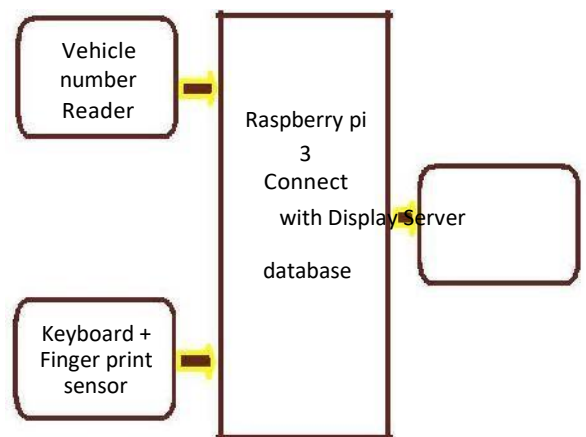 Vehicle
number
Reader
Raspberry pi
3
Connect
with Display Server
database
Keyboard +
Finger print
sensor